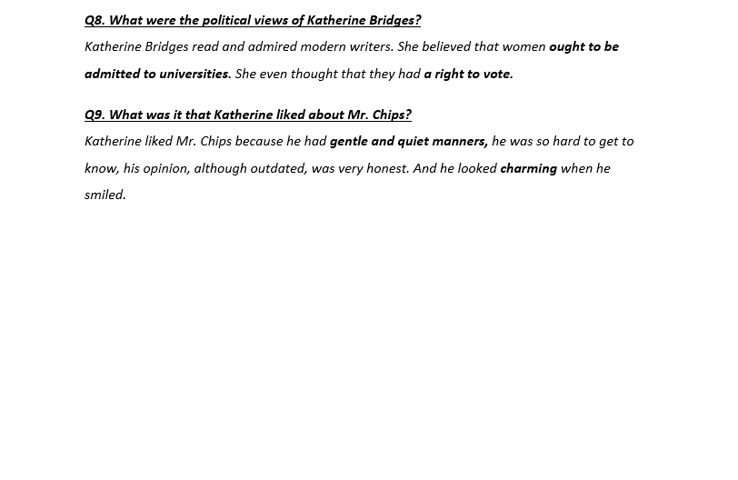 Q8. What were the political views of Katherine Bridges?
Katherine Bridges read and admired modern writers. She believed that women ought to be
admitted to universities. She even thought that they had a right to vote.
Q9. What was it that Katherine liked about Mr. Chips?
Katherine liked Mr. Chips because he had gentle and quiet manners, he was so hard to get to
know, his opinion, although outdated, was very honest. And he looked charming when he
smiled.